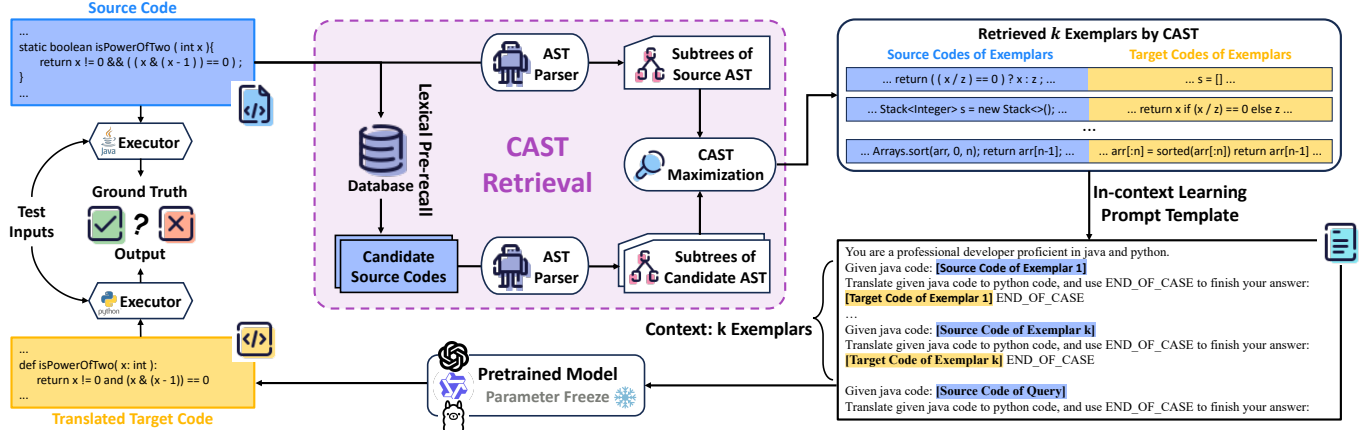 Source Code
...
static boolean isPowerOfTwo ( int x ){
return x != 0 && ( ( x & ( x - 1 ) ) == 0 ) ;
}
...
Java
Executor
Ground Truth
?
Test
Inputs
Output
python
Executor
...
def isPowerOfTwo( x: int ):
return x != 0 and (x & (x - 1)) == 0
...
Translated Target Code
Lexical Pre-recall
Database
Candidate
Source Codes
AST
Parser
Subtrees of
Source AST
CAST
Retrieval
CAST
Maximization
AST
Parser
Subtrees of
Candidate AST
Retrieved k Exemplars by CAST
Source Codes of Exemplars
Target Codes of Exemplars
... return ( ( x / z ) == 0 ) ? x : z ; ...
... s = [] ...
... Stack<Integer> s = new Stack<>(); ...
... return x if (x / z) == 0 else z ...
...
... Arrays.sort(arr, 0, n); return arr[n-1]; ...
... arr[:n] = sorted(arr[:n]) return arr[n-1] ...
In-context Learning
Prompt Template
Context: k Exemplars
You are a professional developer proficient in java and python.
Given java code: [Source Code of Exemplar 1]
Translate given java code to python code, and use END_OF_CASE to finish your answer:
[Target Code of Exemplar 1] END_OF_CASE
...
Given java code: [Source Code of Exemplar k]
Translate given java code to python code, and use END_OF_CASE to finish your answer:
[Target Code of Exemplar k] END_OF_CASE
Given java code: [Source Code of Query]
Translate given java code to python code, and use END_OF_CASE to finish your answer:
Pretrained Model
Parameter Freeze